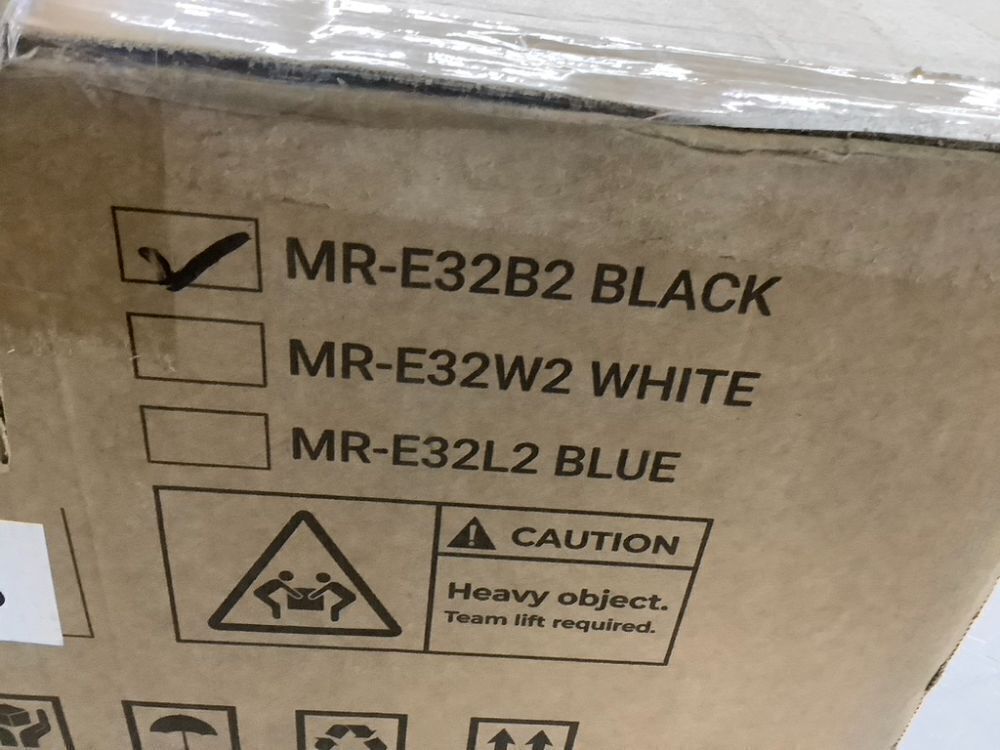 MR-E32B2 BLACK
MR-E32W2 WHITE
MR-E32L2 BLUE
CAUTION
Heavy object.
Team lift required.